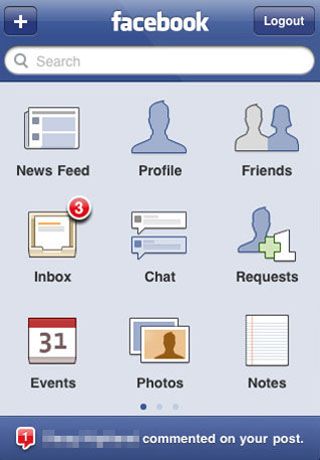 + facebook Logout
Search
News Feed Profile Friends
3
Inbox Chat Requests
31
Events Photos Notes
1 commented on your post.